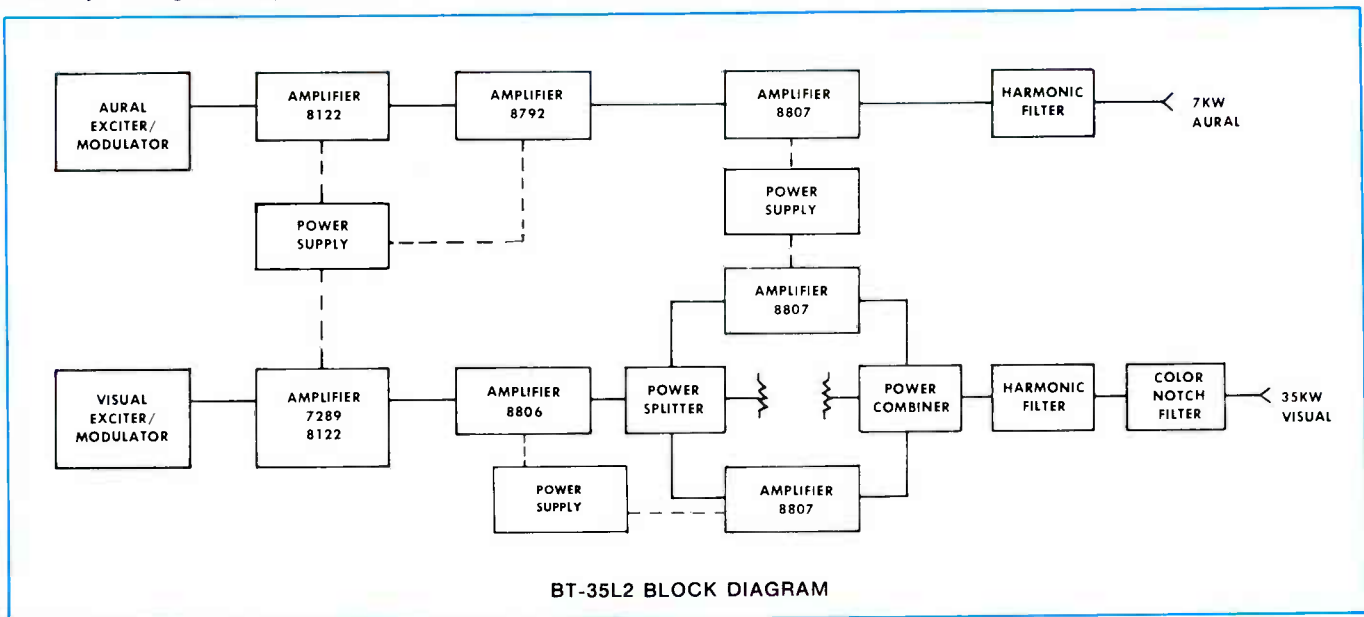 AURAL
EXCITER/
MODULATOR
AMPLIFIER
8122
AMPLIFIER
8792
AMPLIFIER
8807
HARMONIC
FILTER
7KW
AURAL
POWER
SUPPLY
POWER
SUPPLY
AMPLIFIER
8807
VISUAL
EXCITER/
MODULATOR
AMPLIFIER
7289
8122
AMPLIFIER
8806
POWER
SPLITTER
POWER
COMBINER
HARMONIC
FILTER
COLOR
NOTCH
FILTER
35KW
VISUAL
POWER
SUPPLY
AMPLIFIER
8807
BT-35L2 BLOCK DIAGRAM